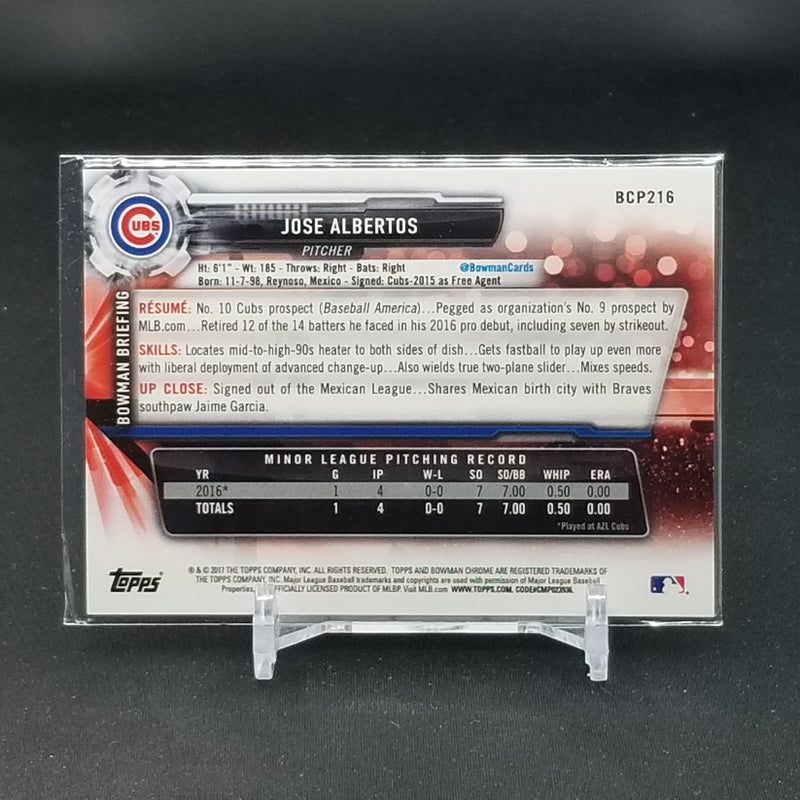 BCP216
CUBS
JOSE ALBERTOS
PITCHER
Ht: 6'1" - Wt: 185 - Throws: Right - Bats: Right @BowmanCards
Born: 11-7-98, Reynoso, Mexico - Signed: Cubs-2015 as Free Agent
BOWMAN BRIEFING
RÉSUMÉ: No. 10 Cubs prospect (Baseball America)...Pegged as organization's No. 9 prospect by
MLB.com...Retired 12 of the 14 batters he faced in his 2016 pro debut, including seven by strikeout.
SKILLS: Locates mid-to-high-90s heater to both sides of dish...Gets fastball to play up even more
with liberal deployment of advanced change-up...Also wields true two-plane slider...Mixes speeds.
UP CLOSE: Signed out of the Mexican League...Shares Mexican birth city with Braves
southpaw Jaime Garcia.
MINOR LEAGUE PITCHING RECORD
YR G IP W-L SO SO/BB WHIP ERA
2016* 1 4 0-0 7 7.00 0.50 0.00
TOTALS 1 4 0-0 7 7.00 0.50 0.00
*Played at AZL Cubs
Topps
® & © 2017 THE TOPPS COMPANY, INC. ALL RIGHTS RESERVED. TOPPS AND BOWMAN CHROME ARE REGISTERED TRADEMARKS OF
THE TOPPS COMPANY, INC. Major League Baseball trademarks and copyrights are used with permission of Major League Baseball
Properties, OFFICIALLY LICENSED PRODUCT OF MLBP. Visit MLB.com WWW.TOPPS.COM. CODE#CMP023936.